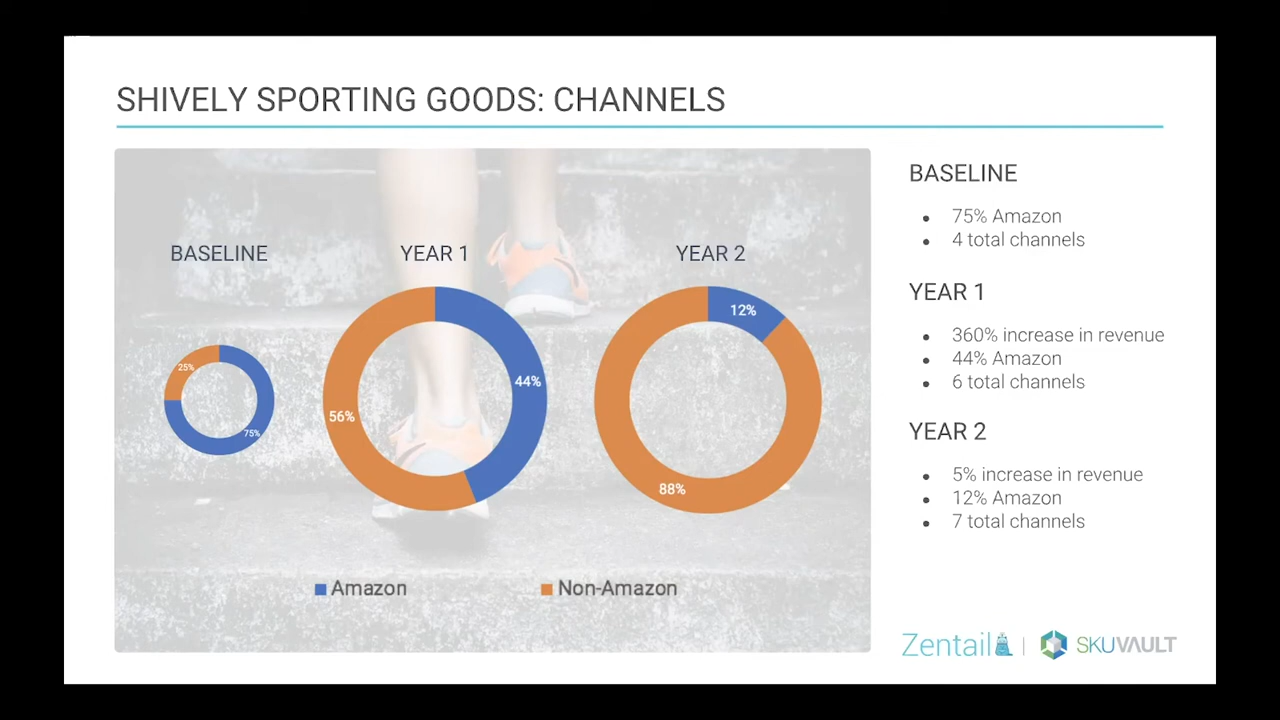 SHIVELY SPORTING GOODS: CHANNELS
BASELINE
YEAR 1
YEAR 2
25%
75%
44%
56%
12%
88%
Amazon
Non-Amazon
BASELINE
75% Amazon
4 total channels
YEAR 1
360% increase in revenue
44% Amazon
6 total channels
YEAR 2
5% increase in revenue
12% Amazon
7 total channels
Zentail
SKUVAULT